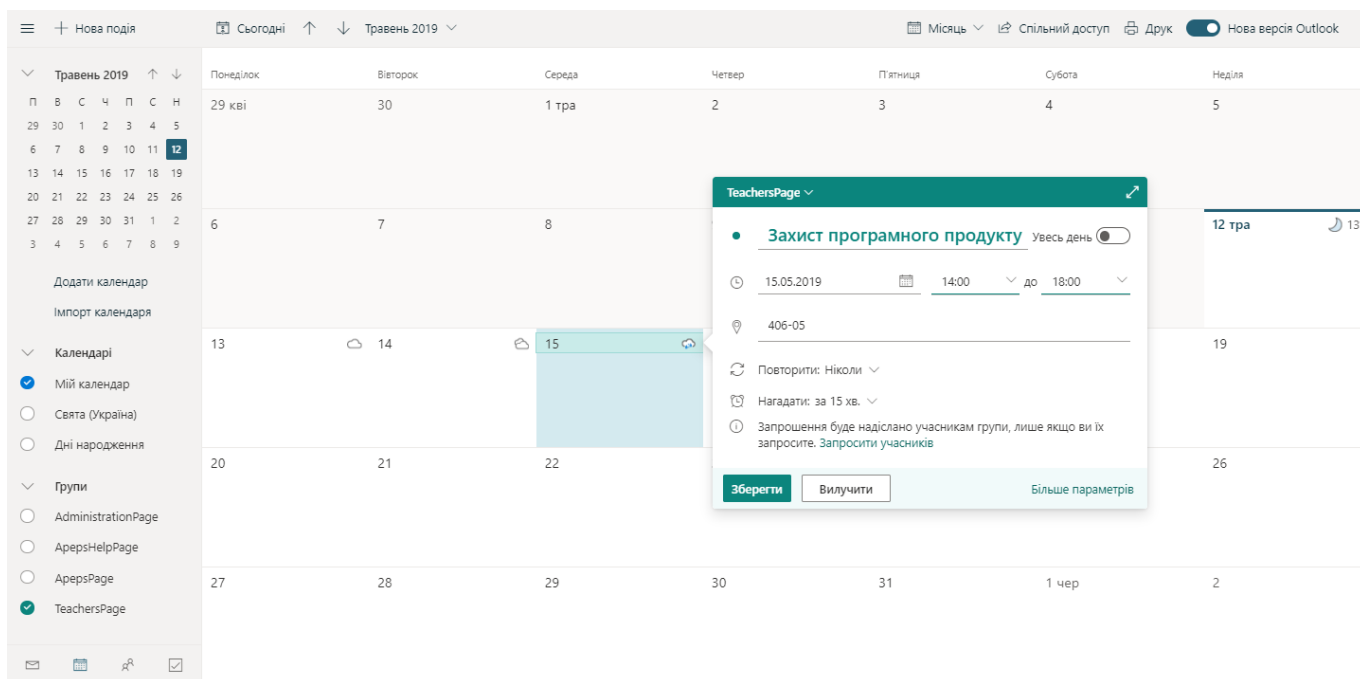 Нова подія
Сьогодні
Травень 2019
Місяць
Спільний доступ
Друк
Нова версія Outlook
Травень 2019
П В С Ч П С Н
29 30 1 2 3 4 5
6 7 8 9 10 11 12
13 14 15 16 17 18 19
20 21 22 23 24 25 26
27 28 29 30 31 1 2
3 4 5 6 7 8 9
Додати календар
Імпорт календаря
Календарі
Мій календар
Свята (Україна)
Дні народження
Групи
AdministrationPage
ApepsHelpPage
ApepsPage
TeachersPage
Понеділок Вівторок Середа Четвер П'ятниця Субота Неділя
29 кві 30 1 тра 2 3 4 5
6 7 8 12 тра 13
13 14 15 19
20 21 22 26
27 28 29 30 31 1 чер 2
TeachersPage
Захист програмного продукту Увесь день
15.05.2019 14:00 до 18:00
406-05
Повторити: Ніколи
Нагадати: за 15 хв.
Запрошення буде надіслано учасникам групи, лише якщо ви їх
запросите. Запросити учасників
Зберегти Вилучити Більше параметрів